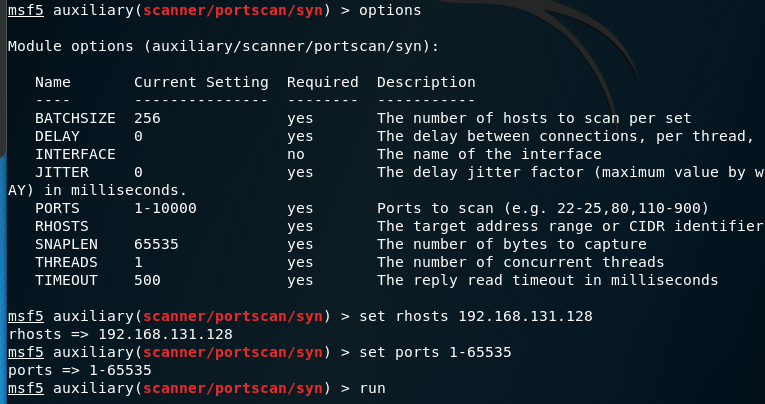 msf5 auxiliary(scanner/portscan/syn) > options
Module options (auxiliary/scanner/portscan/syn):
Name Current Setting Required Description
---- --------------- -------- -----------
BATCHSIZE 256 yes The number of hosts to scan per set
DELAY 0 yes The delay between connections, per thread,
INTERFACE no The name of the interface
JITTER 0 yes The delay jitter factor (maximum value by w
AY) in milliseconds.
PORTS 1-10000 yes Ports to scan (e.g. 22-25,80,110-900)
RHOSTS yes The target address range or CIDR identifier
SNAPLEN 65535 yes The number of bytes to capture
THREADS 1 yes The number of concurrent threads
TIMEOUT 500 yes The reply read timeout in milliseconds
msf5 auxiliary(scanner/portscan/syn) > set rhosts 192.168.131.128
rhosts => 192.168.131.128
msf5 auxiliary(scanner/portscan/syn) > set ports 1-65535
ports => 1-65535
msf5 auxiliary(scanner/portscan/syn) > run